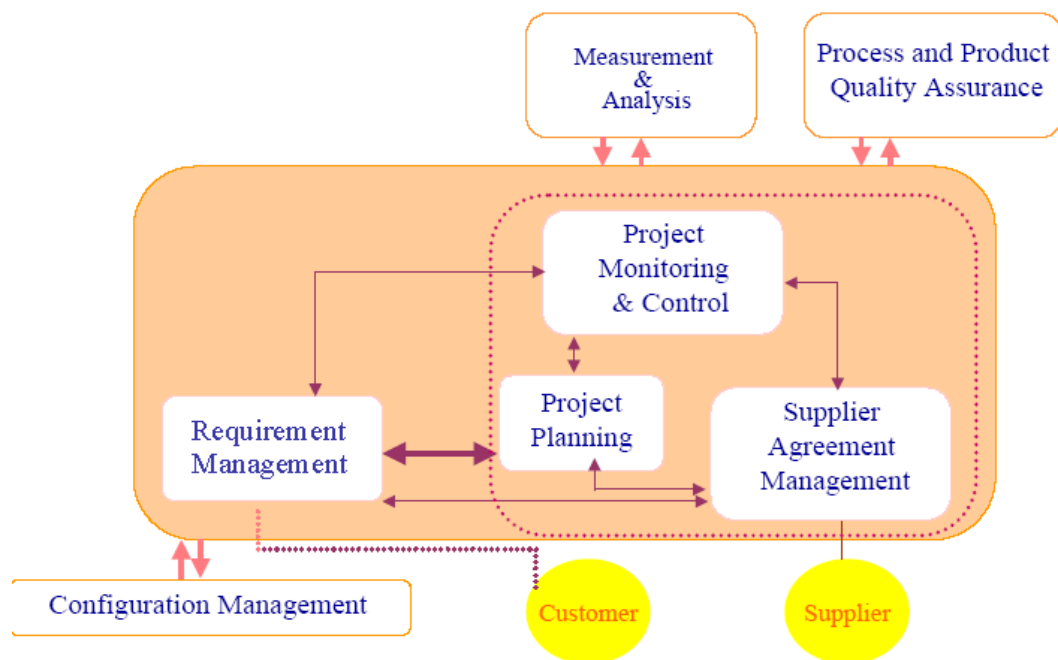 Measurement
&
Analysis
Process and Product
Quality Assurance
Project
Monitoring
& Control
Project
Planning
Supplier
Agreement
Management
Requirement
Management
Configuration Management
Customer
Supplier